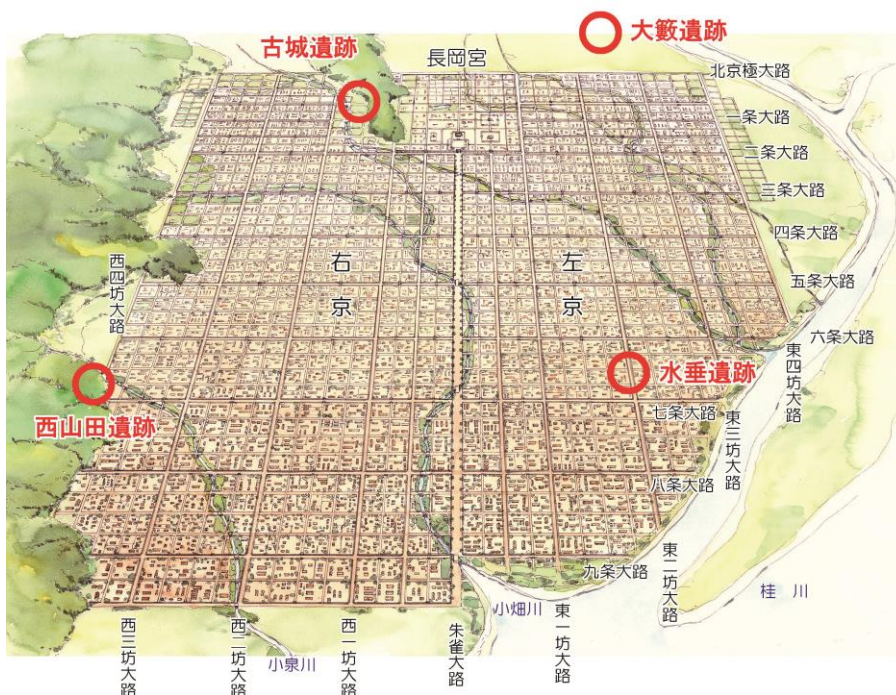 大藪遺跡
古城遺跡
長岡宮
北京極大路
一条大路
二条大路
三条大路
四条大路
五条大路
六条大路
西四坊大路
右京
左京
水垂遺跡
西山田遺跡
七条大路
東四坊大路
東三坊大路
八条大路
九条大路
東二坊大路
桂川
小畑川
東一坊大路
朱雀大路
西一坊大路
西二坊大路
西三坊大路
小泉川